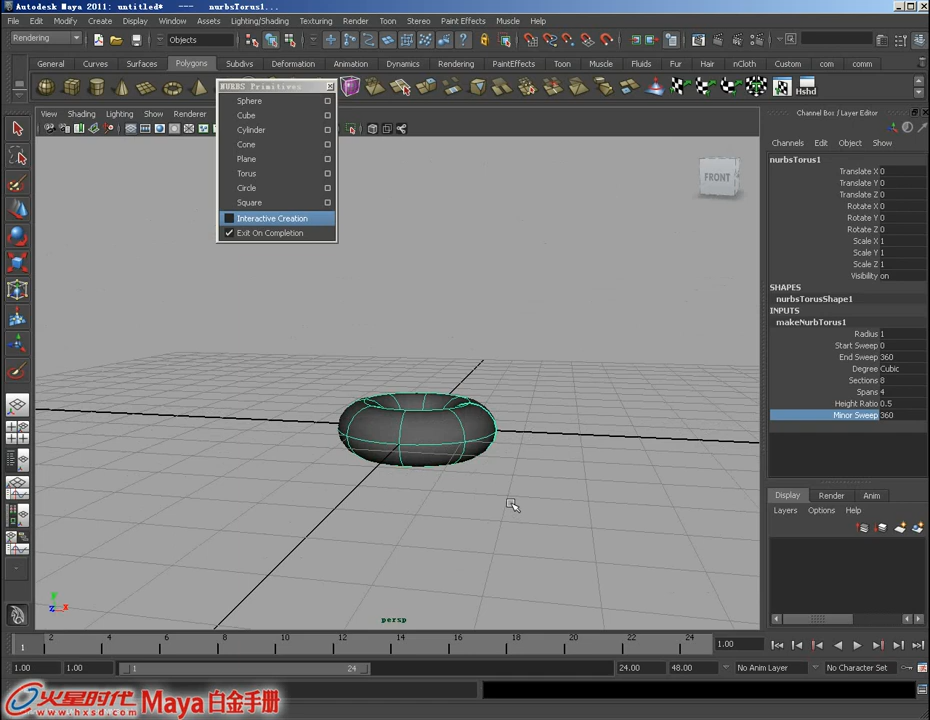 Autodesk Maya 2011: untitled* --- nurbsTorus1...
File Edit Modify Create Display Window Assets Lighting/Shading Texturing Render Toon Stereo Paint Effects Muscle Help
Rendering Objects
General Curves Surfaces Polygons Subdivs Deformation Animation Dynamics Rendering PaintEffects Toon Muscle Fluids Fur Hair nCloth Custom com comm
Hshd
NURBS Primitives
Sphere
Cube
Cylinder
Cone
Plane
Torus
Circle
Square
Interactive Creation
Exit On Completion
View Shading Lighting Show Renderer
FRONT
persp
Channel Box / Layer Editor
Channels Edit Object Show
nurbsTorus1
Translate X 0
Translate Y 0
Translate Z 0
Rotate X 0
Rotate Y 0
Rotate Z 0
Scale X 1
Scale Y 1
Scale Z 1
Visibility on
SHAPES
nurbsTorusShape1
INPUTS
makeNurbTorus1
Radius 1
Start Sweep 0
End Sweep 360
Degree Cubic
Sections 8
Spans 4
Height Ratio 0.5
Minor Sweep 360
Display Render Anim
Layers Options Help
y
z x
1 2 4 6 8 10 12 14 16 18 20 22 24
1.00
1.00 1.00 1 24 24.00 48.00 No Anim Layer No Character Set
火星时代 Maya白金手册
www.hxsd.com